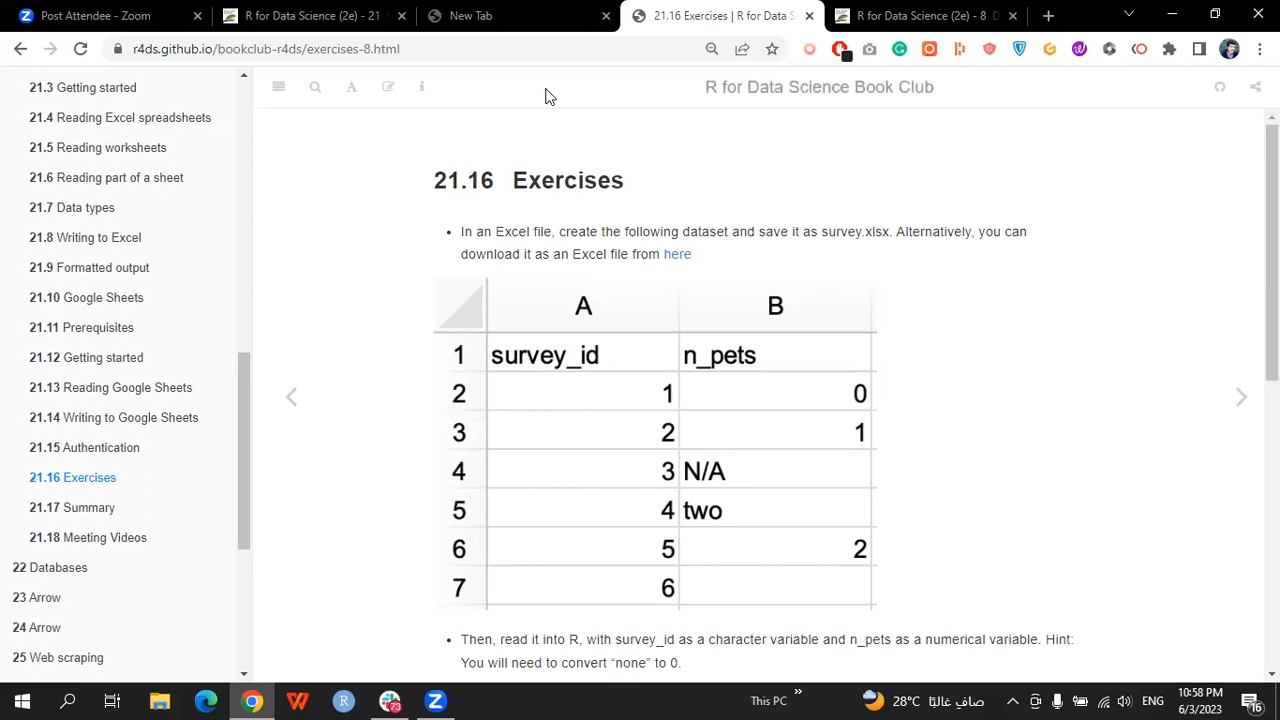 Post Attendee - Zoom
R for Data Science (2e) - 21
New Tab
21.16 Exercises | R for Data S
R for Data Science (2e) - 8
r4ds.github.io/bookclub-r4ds/exercises-8.html
21.3 Getting started
21.4 Reading Excel spreadsheets
21.5 Reading worksheets
21.6 Reading part of a sheet
21.7 Data types
21.8 Writing to Excel
21.9 Formatted output
21.10 Google Sheets
21.11 Prerequisites
21.12 Getting started
21.13 Reading Google Sheets
21.14 Writing to Google Sheets
21.15 Authentication
21.16 Exercises
21.17 Summary
21.18 Meeting Videos
22 Databases
23 Arrow
24 Arrow
25 Web scraping
R for Data Science Book Club
21.16 Exercises
In an Excel file, create the following dataset and save it as survey.xlsx. Alternatively, you can
download it as an Excel file from here
A B
1 survey_id n_pets
2 1 0
3 2 1
4 3 N/A
5 4 two
6 5 2
7 6
Then, read it into R, with survey_id as a character variable and n_pets as a numerical variable. Hint:
You will need to convert “none” to 0.
73
This PC
28°C صافٍ غالبًا
ENG
10:58 PM
6/3/2023
16